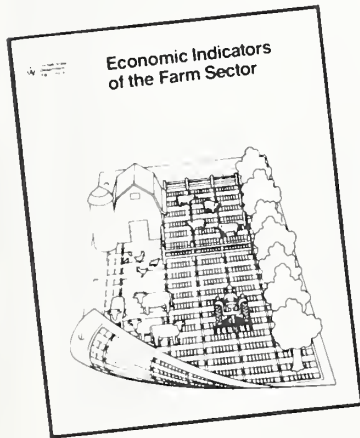 Economic Indicators
of the Farm Sector